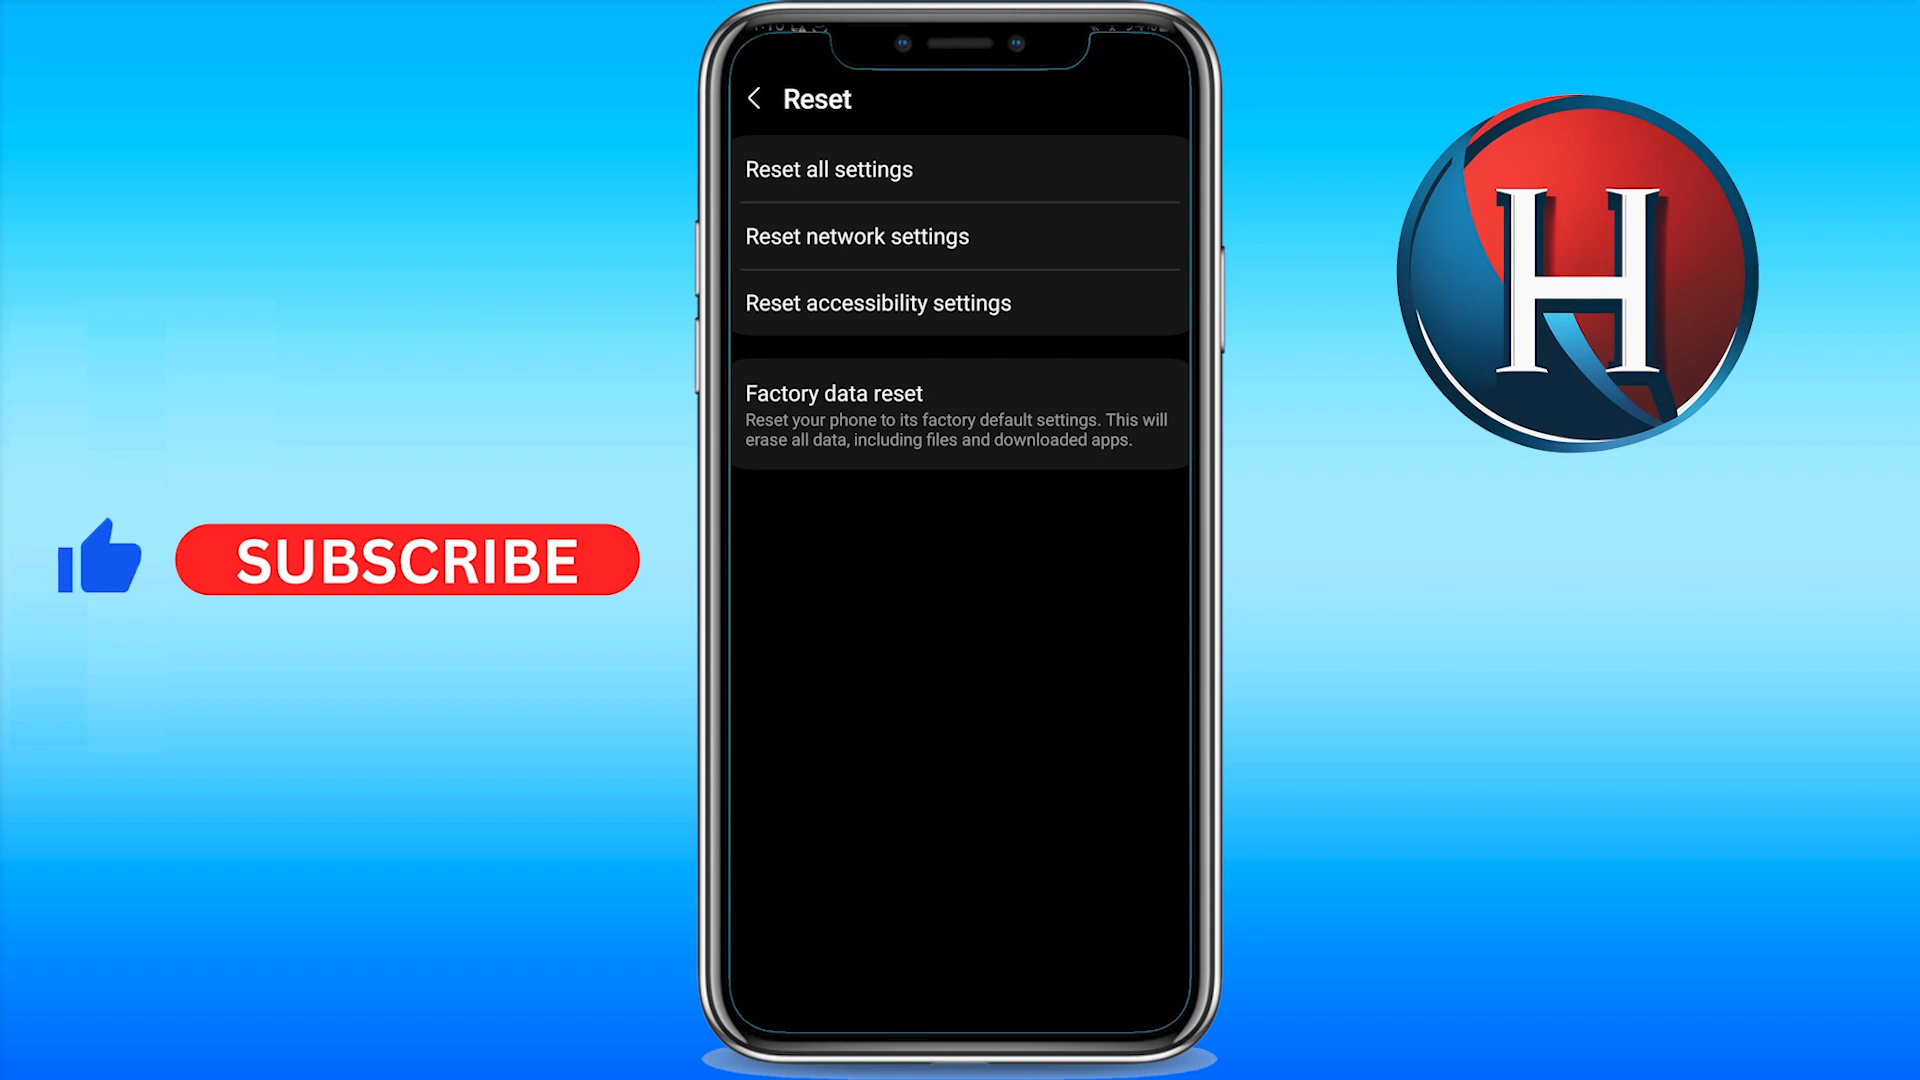 Reset
Reset all settings
Reset network settings
Reset accessibility settings
Factory data reset
Reset your phone to its factory default settings. This will
erase all data, including files and downloaded apps.
SUBSCRIBE
H